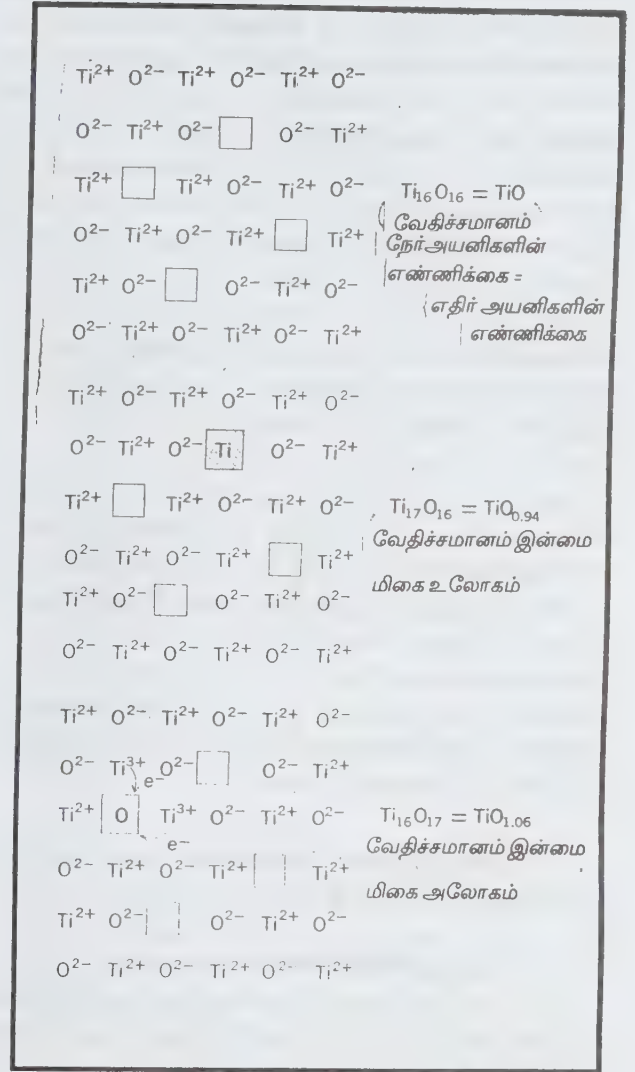 Ti²⁺ O²⁻ Ti²⁺ O²⁻ Ti²⁺ O²⁻
O²⁻ Ti²⁺ O²⁻ O²⁻ Ti²⁺
Ti²⁺ Ti²⁺ O²⁻ Ti²⁺ O²⁻
Ti₁₆O₁₆ = TiO
O²⁻ Ti²⁺ O²⁻ Ti²⁺ Ti²⁺
வேதிச்சமானம்
நேர்அயனிகளின்
Ti²⁺ O²⁻ O²⁻ Ti²⁺ O²⁻
எண்ணிக்கை =
எதிர் அயனிகளின்
O²⁻ Ti²⁺ O²⁻ Ti²⁺ O²⁻ Ti²⁺
எண்ணிக்கை
Ti²⁺ O²⁻ Ti²⁺ O²⁻ Ti²⁺ O²⁻
O²⁻ Ti²⁺ O²⁻ Ti O²⁻ Ti²⁺
Ti²⁺ Ti²⁺ O²⁻ Ti²⁺ O²⁻
Ti₁₇O₁₆ = TiO₀.₉₄
வேதிச்சமானம் இன்மை
O²⁻ Ti²⁺ O²⁻ Ti²⁺ Ti²⁺
மிகை உலோகம்
Ti²⁺ O²⁻ O²⁻ Ti²⁺ O²⁻
O²⁻ Ti²⁺ O²⁻ Ti²⁺ O²⁻ Ti²⁺
Ti²⁺ O²⁻ Ti²⁺ O²⁻ Ti²⁺ O²⁻
O²⁻ Ti³⁺ O²⁻ O²⁻ Ti²⁺
e⁻
Ti²⁺ O Ti³⁺ O²⁻ Ti²⁺ O²⁻
Ti₁₆O₁₇ = TiO₁.₀₆
e⁻
வேதிச்சமானம் இன்மை
O²⁻ Ti²⁺ O²⁻ Ti²⁺ Ti²⁺
மிகை அலோகம்
Ti²⁺ O²⁻ O²⁻ Ti²⁺ O²⁻
O²⁻ Ti²⁺ O²⁻ Ti²⁺ O²⁻ Ti²⁺